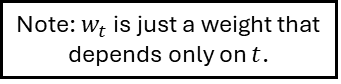 Note: 𝑤ₜ is just a weight that
depends only on 𝑡.